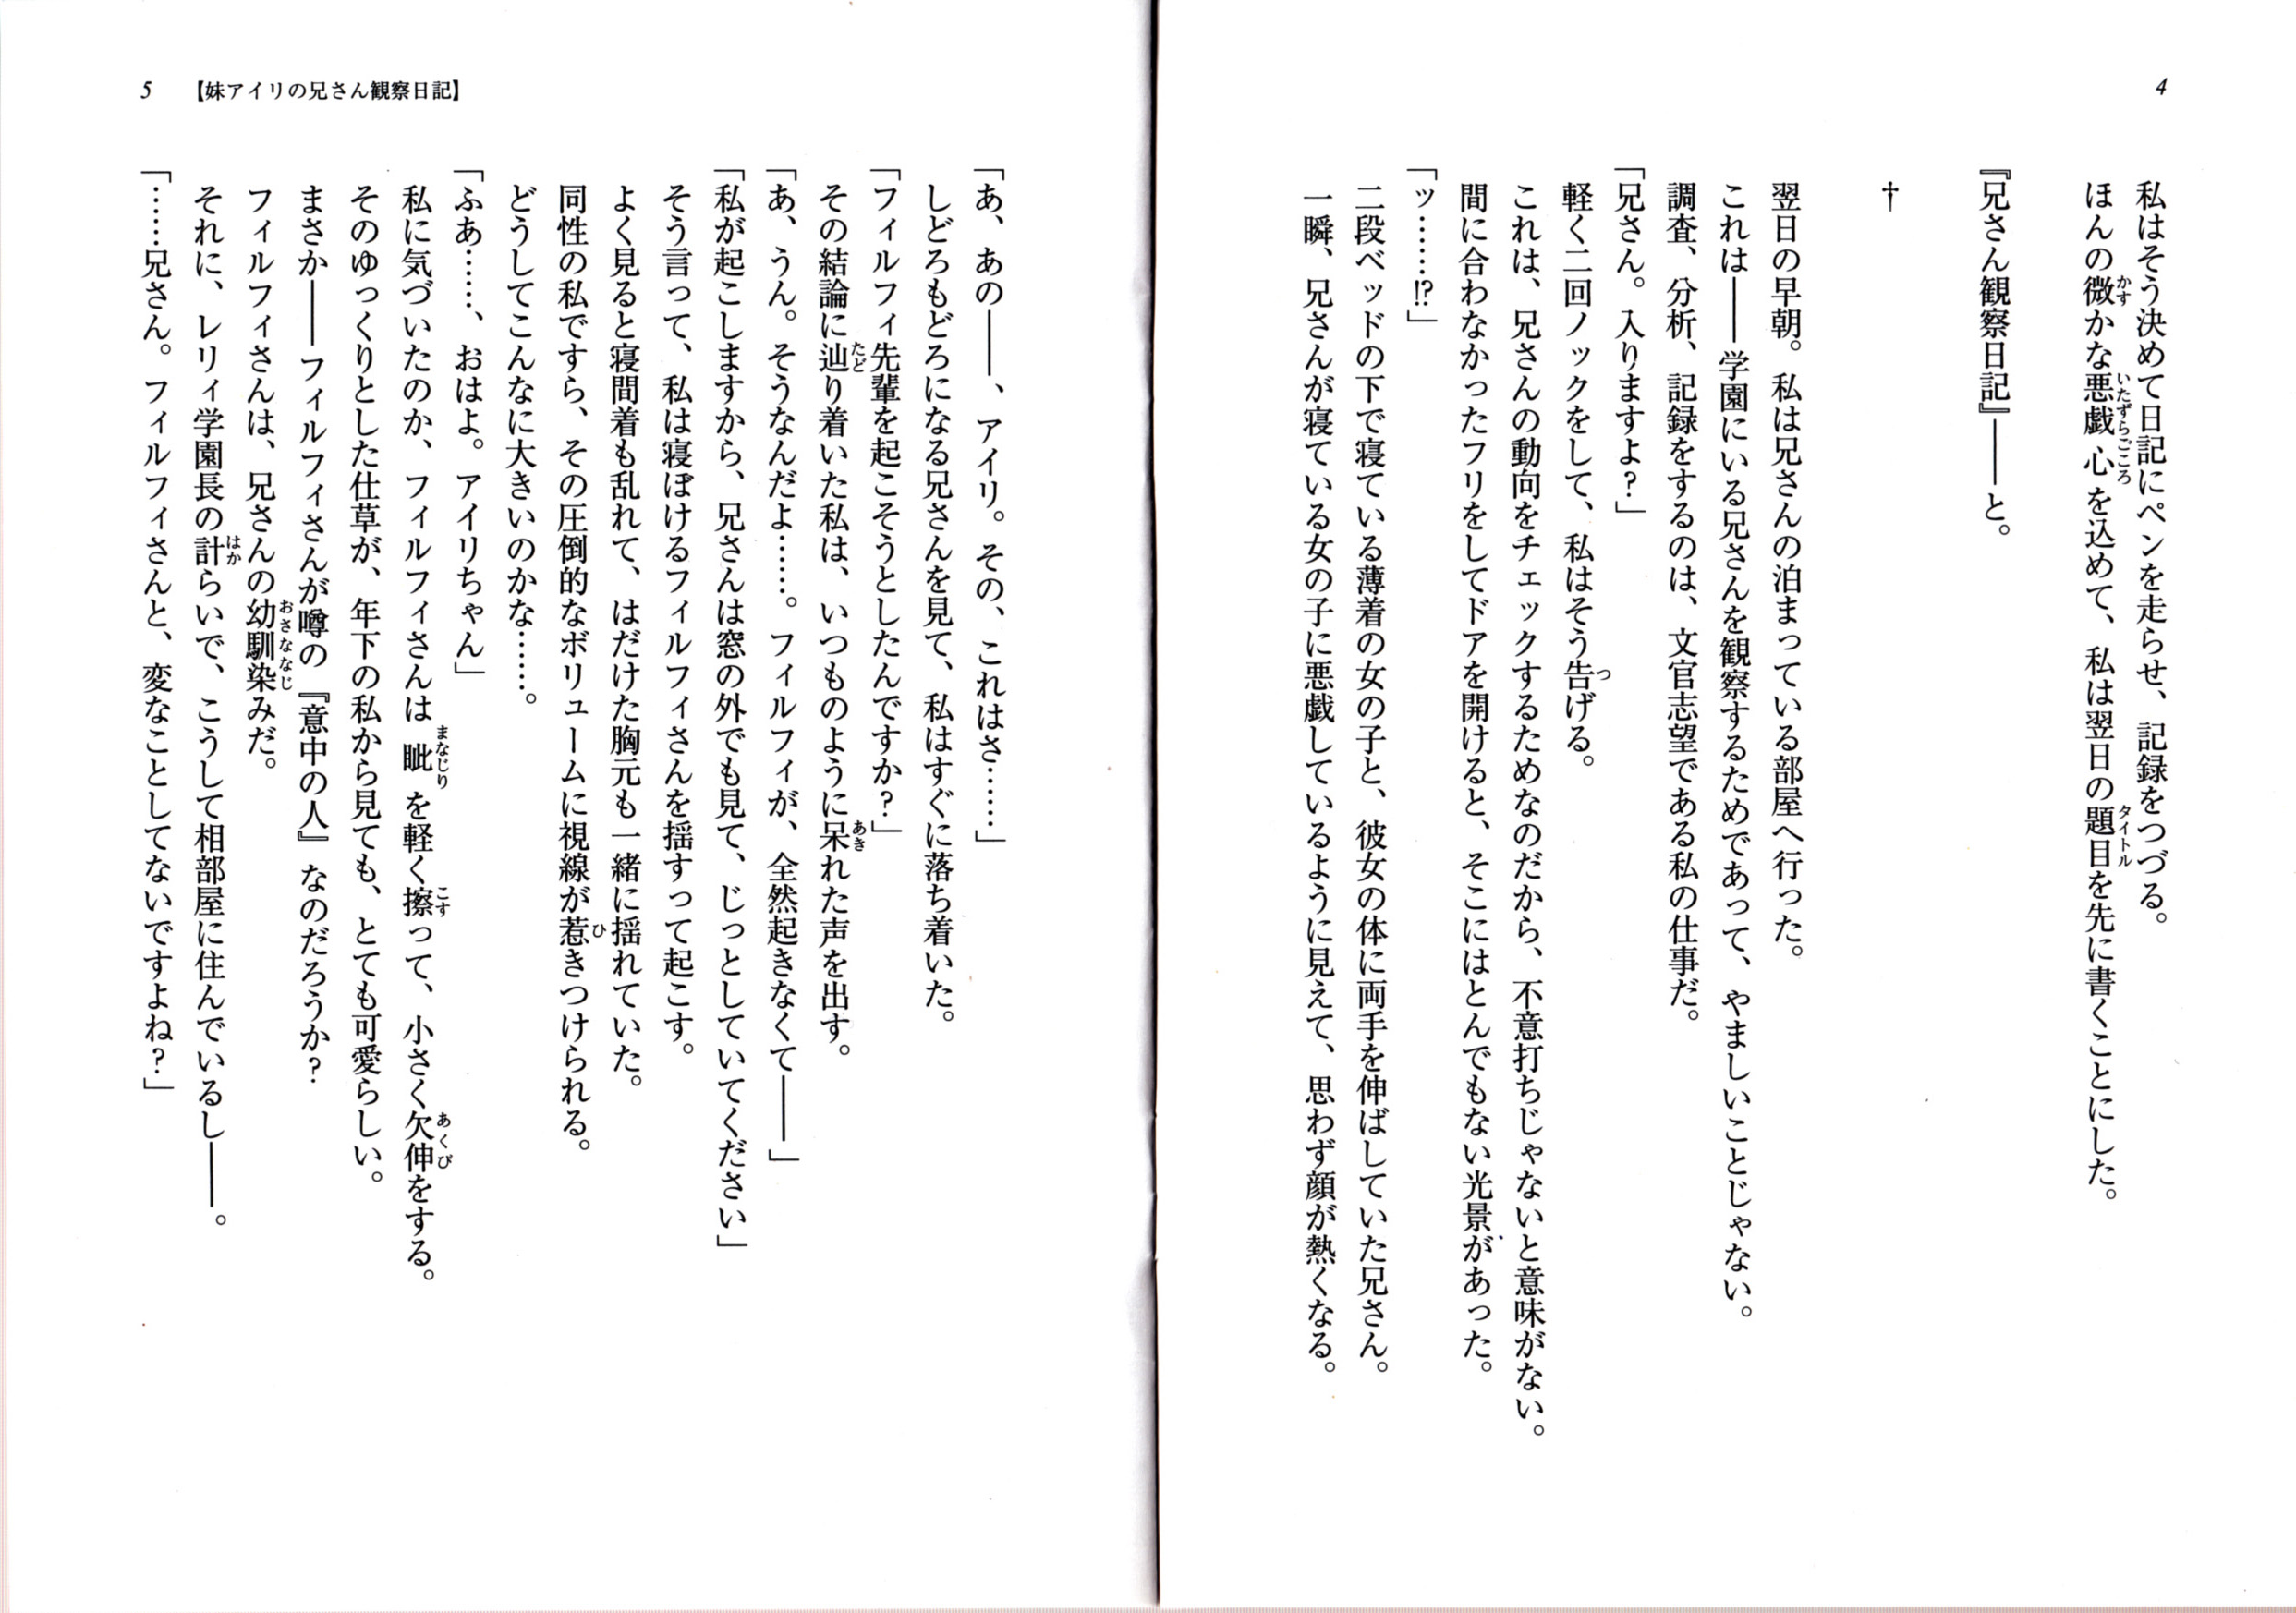 4
私はそう決めて日記にペンを走らせ、記録をつづる。
ほんの微かな悪戯心を込めて、私は翌日の題目を先に書くことにした。
『兄さん観察日記』――と。
†
翌日の早朝。私は兄さんの泊まっている部屋へ行った。
これは――学園にいる兄さんを観察するためであって、やましいことじゃない。
調査、分析、記録をするのは、文官志望である私の仕事だ。
「兄さん。入りますよ？」
軽く二回ノックをして、私はそう告げる。
これは、兄さんの動向をチェックするためなのだから、不意打ちじゃないと意味がない。
間に合わなかったフリをしてドアを開けると、そこにはとんでもない光景があった。
「ッ……!?」
二段ベッドの下で寝ている薄着の女の子と、彼女の体に両手を伸ばしていた兄さん。
一瞬、兄さんが寝ている女の子に悪戯しているように見えて、思わず顔が熱くなる。
5 【妹アイリの兄さん観察日記】
「あ、あの――、アイリ。その、これはさ……」
しどろもどろになる兄さんを見て、私はすぐに落ち着いた。
「フィルフィ先輩を起こそうとしたんですか？」
その結論に辿り着いた私は、いつものように呆れた声を出す。
「あ、うん。そうなんだよ……。フィルフィが、全然起きなくて――」
「私が起こしますから、兄さんは窓の外でも見て、じっとしていてください」
そう言って、私は寝ぼけるフィルフィさんを揺すって起こす。
よく見ると寝間着も乱れて、はだけた胸元も一緒に揺れていた。
同性の私ですら、その圧倒的なボリュームに視線が惹きつけられる。
どうしてこんなに大きいのかな……。
「ふあ……、おはよ。アイリちゃん」
私に気づいたのか、フィルフィさんは眦を軽く擦って、小さく欠伸をする。
そのゆっくりとした仕草が、年下の私から見ても、とても可愛らしい。
まさか――フィルフィさんが噂の『意中の人』なのだろうか？
フィルフィさんは、兄さんの幼馴染みだ。
それに、レリィ学園長の計らいで、こうして相部屋に住んでいるし――。
「……兄さん。フィルフィさんと、変なことしてないですよね？」